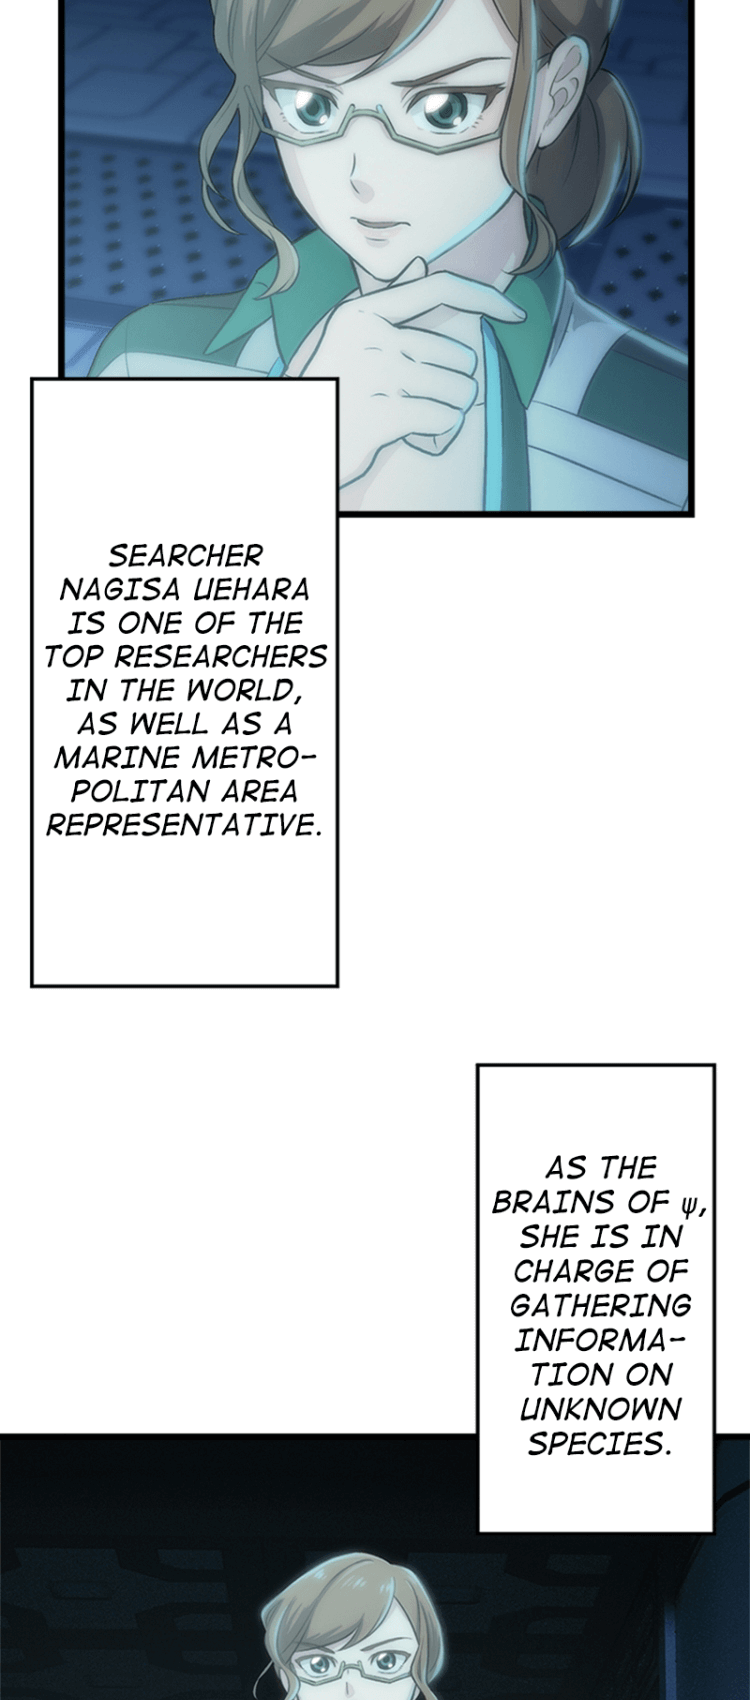 SEARCHER
NAGISA UEHARA
IS ONE OF THE
TOP RESEARCHERS
IN THE WORLD,
AS WELL AS A
MARINE METRO-
POLITAN AREA
REPRESENTATIVE.
AS THE
BRAINS OF ψ,
SHE IS IN
CHARGE OF
GATHERING
INFORMA-
TION ON
UNKNOWN
SPECIES.